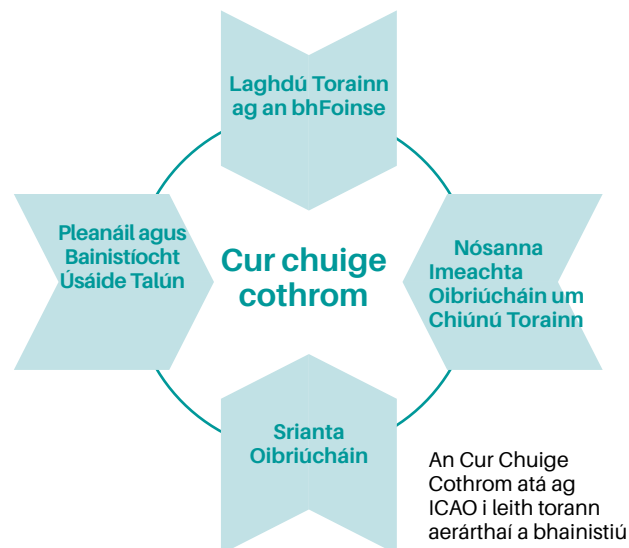 Laghdú Torainn
ag an bhFoinse
Pleanáil agus
Bainistíocht
Úsáide Talún
Cur chuige
cothrom
Nósanna
Imeachta
Oibriúcháin um
Chiúnú Torainn
Srianta
Oibriúcháin
An Cur Chuige
Cothrom atá ag
ICAO i leith torann
aerárthaí a bhainistiú